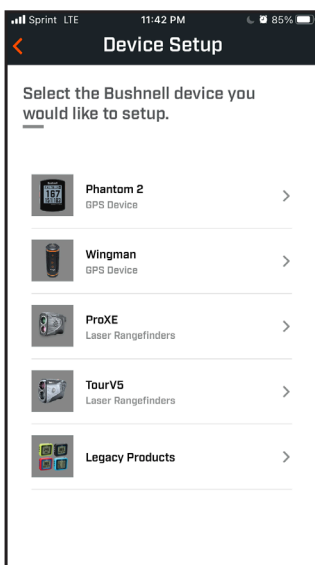 Sprint LTE 11:42 PM 85%
Device Setup
Select the Bushnell device you
would like to setup.
Phantom 2
GPS Device
Wingman
GPS Device
ProXE
Laser Rangefinders
TourV5
Laser Rangefinders
Legacy Products